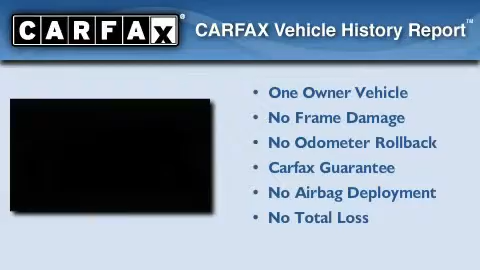 CARFAX® CARFAX Vehicle History Report™
• One Owner Vehicle
• No Frame Damage
• No Odometer Rollback
• Carfax Guarantee
• No Airbag Deployment
• No Total Loss